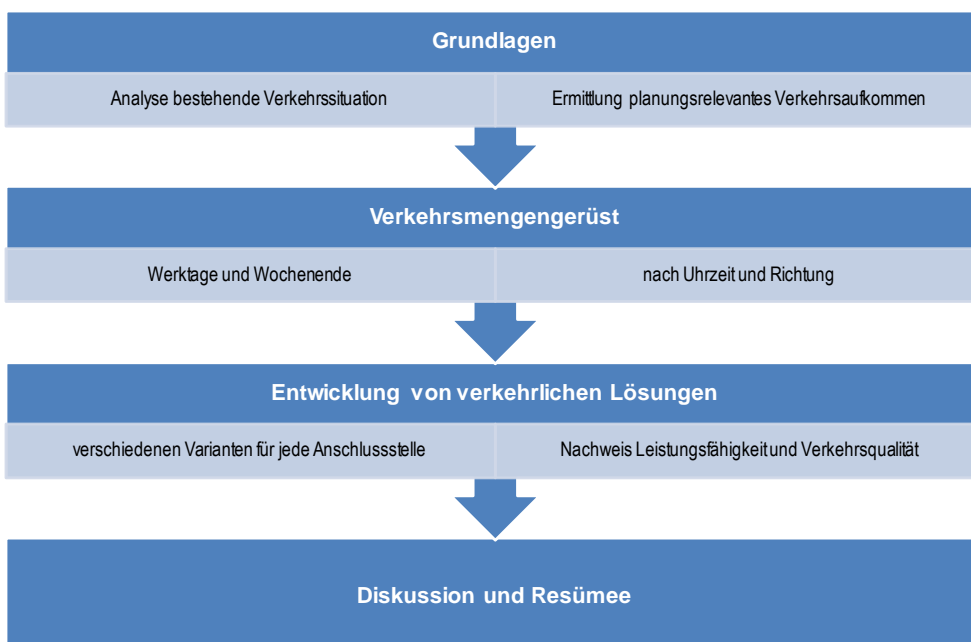 Grundlagen
Analyse bestehende Verkehrssituation
Ermittlung planungsrelevantes Verkehrsaufkommen
Verkehrsmengengerüst
Werktage und Wochenende
nach Uhrzeit und Richtung
Entwicklung von verkehrlichen Lösungen
verschiedenen Varianten für jede Anschlussstelle
Nachweis Leistungsfähigkeit und Verkehrsqualität
Diskussion und Resümee